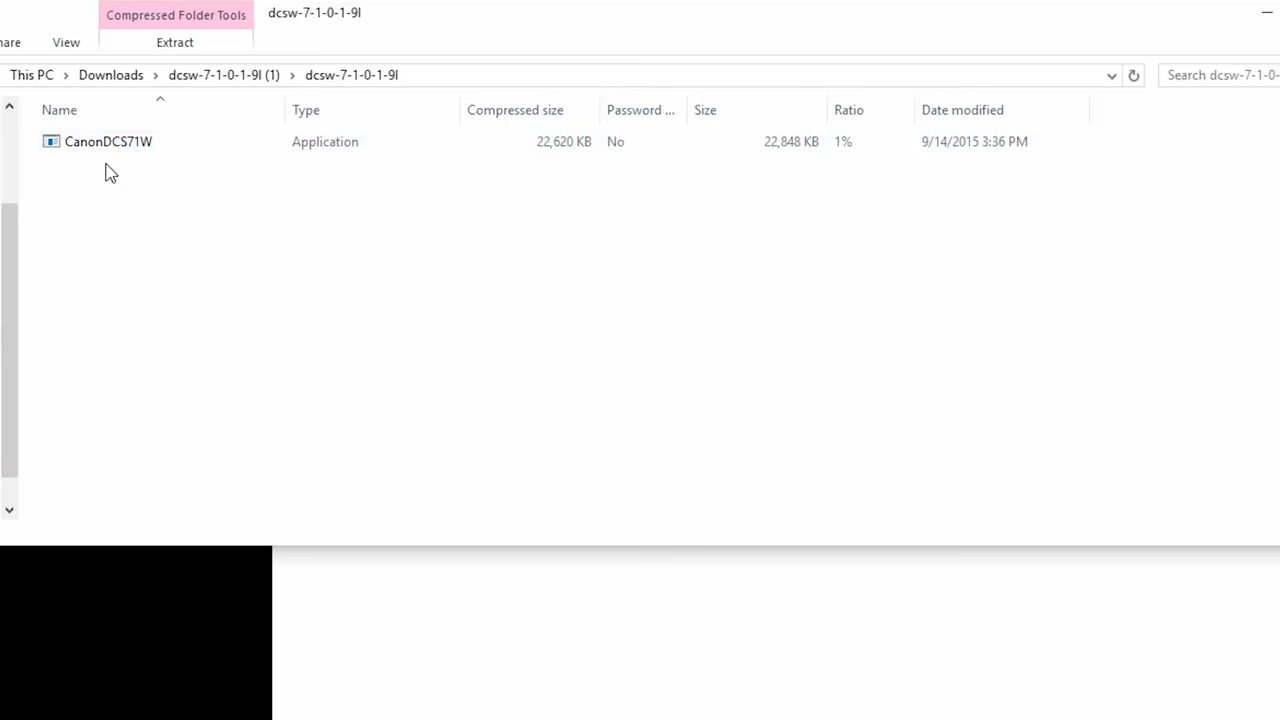 Compressed Folder Tools dcsw-7-1-0-1-9l
View Extract
This PC > Downloads > dcsw-7-1-0-1-9l (1) > dcsw-7-1-0-1-9l Search dcsw-7-1-0-
Name Type Compressed size Password ... Size Ratio Date modified
CanonDCS71W Application 22,620 KB No 22,848 KB 1% 9/14/2015 3:36 PM